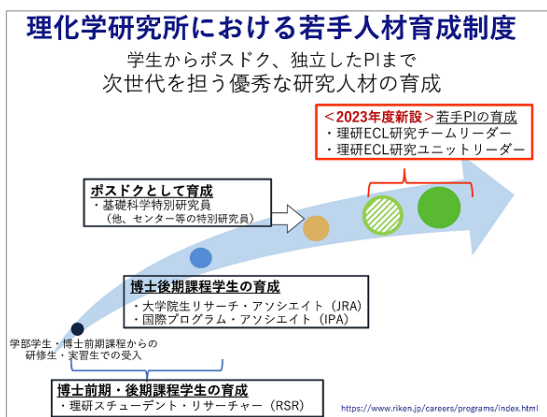 理化学研究所における若手人材育成制度
学生からポスドク、独立したPIまで
次世代を担う優秀な研究人材の育成
＜2023年度新設＞若手PIの育成
・理研ECL研究チームリーダー
・理研ECL研究ユニットリーダー
ポスドクとして育成
・基礎科学特別研究員
（他、センター等の特別研究員）
博士後期課程学生の育成
・大学院生リサーチ・アソシエイト（JRA）
・国際プログラム・アソシエイト（IPA）
学部学生・博士前期課程からの
研修生・実習生での受入
博士前期・後期課程学生の育成
・理研スチューデント・リサーチャー（RSR）
https://www.riken.jp/careers/programs/index.html